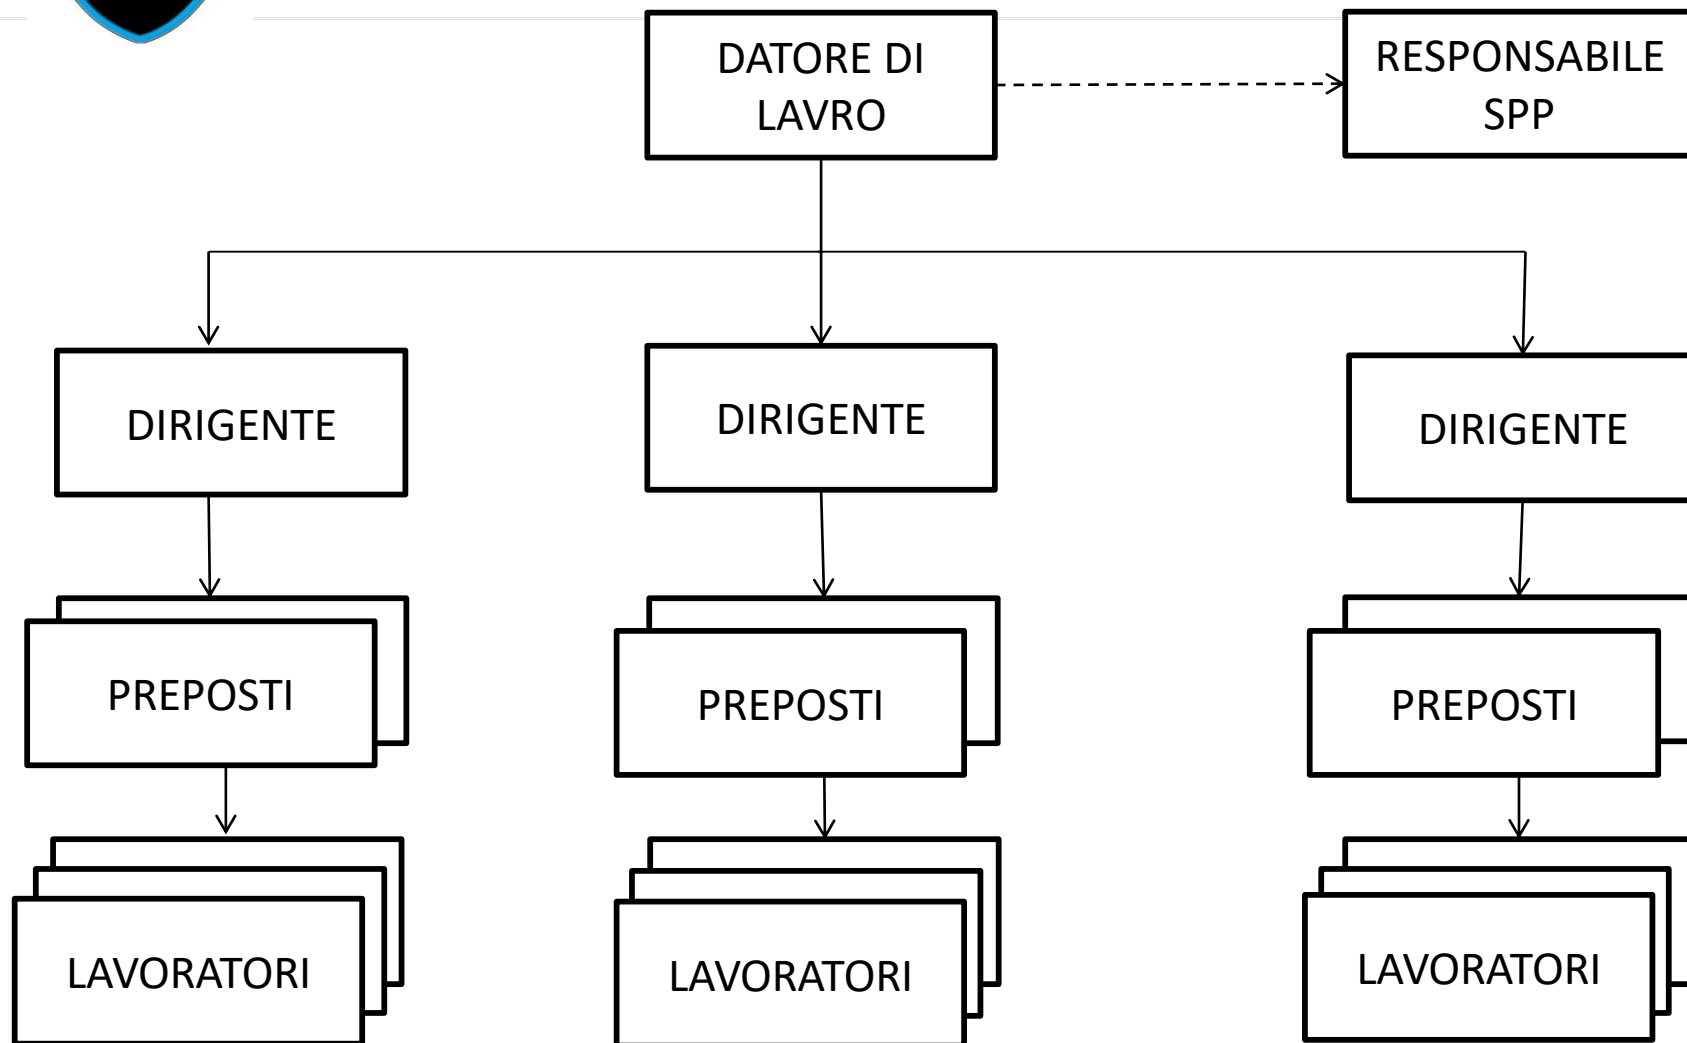 DATORE DI
LAVRO
RESPONSABILE
SPP
DIRIGENTE
DIRIGENTE
DIRIGENTE
PREPOSTI
PREPOSTI
PREPOSTI
LAVORATORI
LAVORATORI
LAVORATORI